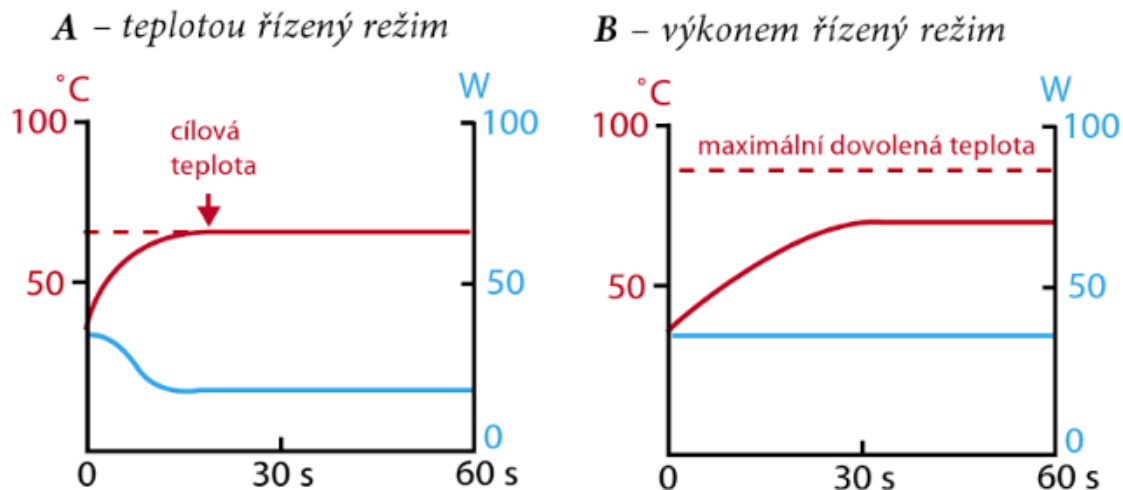 A – teplotou řízený režim
°C
W
100
100
cílová
teplota
50
50
0
0
30 s
60 s
B – výkonem řízený režim
°C
W
100
100
maximální dovolená teplota
50
50
0
0
30 s
60 s